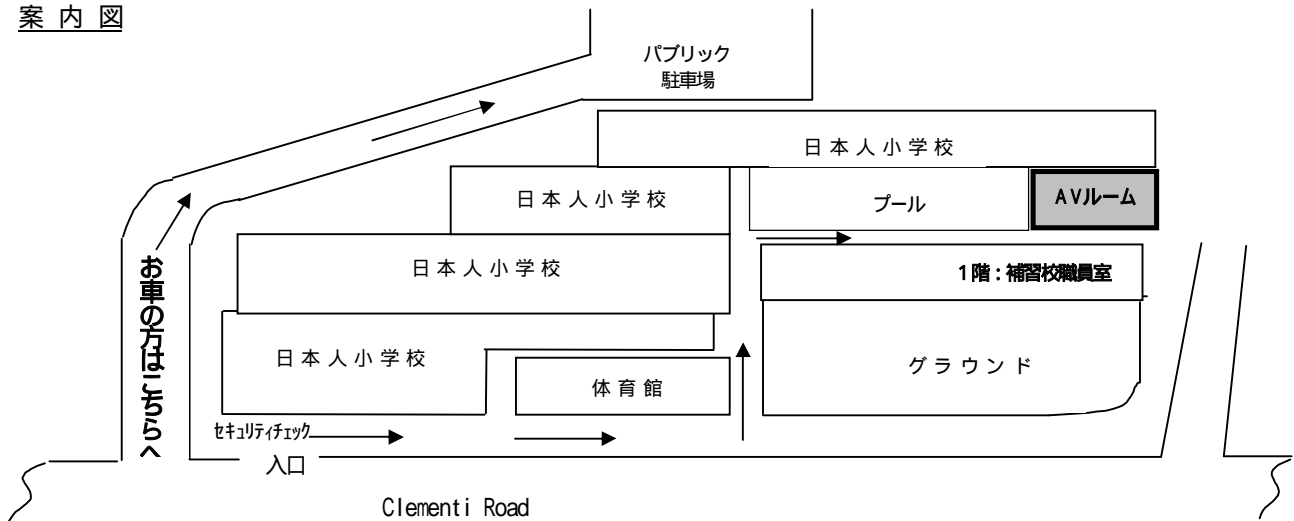 案 内 図
パブリック
駐車場
日 本 人 小 学 校
日 本 人 小 学 校
プール
AVルーム
日 本 人 小 学 校
1階：補習校職員室
お車の方はこちらへ
日 本 人 小 学 校
体 育 館
グ ラ ウ ン ド
ｾｷｭﾘﾃｨﾁｪｯｸ
入口
Clementi Road